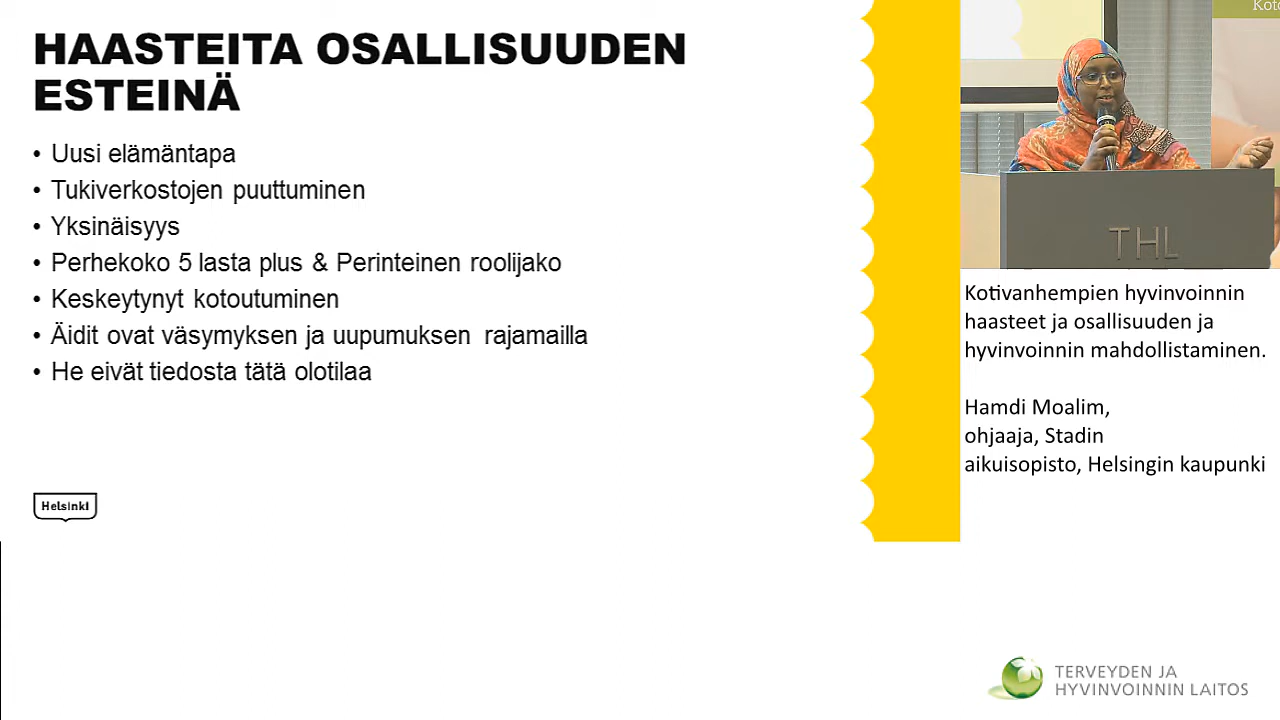 HAASTEITA OSALLISUUDEN
ESTEINÄ
• Uusi elämäntapa
• Tukiverkostojen puuttuminen
• Yksinäisyys
• Perhekoko 5 lasta plus & Perinteinen roolijako
• Keskeytynyt kotoutuminen
• Äidit ovat väsymyksen ja uupumuksen rajamailla
• He eivät tiedosta tätä olotilaa
Helsinki
THL
Kotivanhempien hyvinvoinnin
haasteet ja osallisuuden ja
hyvinvoinnin mahdollistaminen.
Hamdi Moalim,
ohjaaja, Stadin
aikuisopisto, Helsingin kaupunki
TERVEYDEN JA
HYVINVOINNIN LAITOS